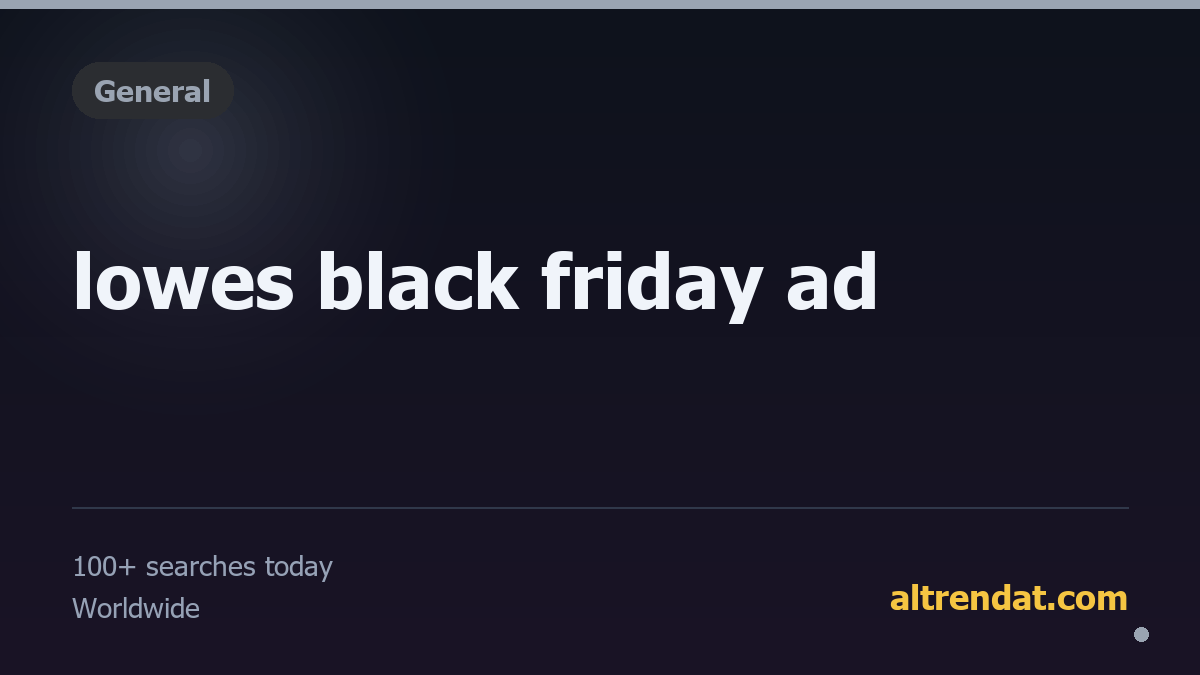 General
lowes black friday ad
100+ searches today
Worldwide
altrendat.com